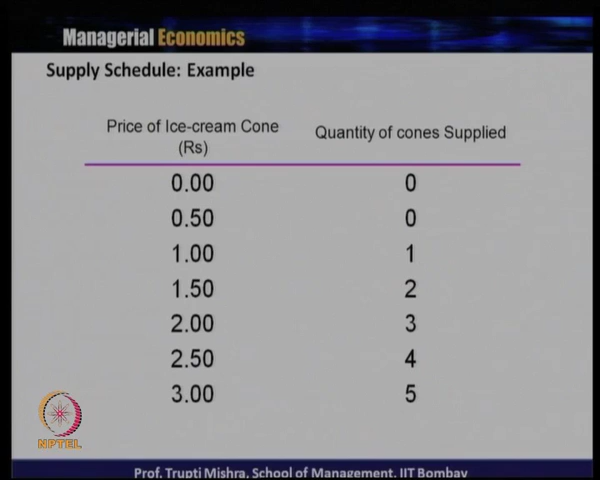 Managerial Economics
Supply Schedule: Example
Price of Ice-cream Cone Quantity of cones Supplied
(Rs)
0.00 0
0.50 0
1.00 1
1.50 2
2.00 3
2.50 4
3.00 5
NPTEL
Prof. Trupti Mishra, School of Management, IIT Bombay